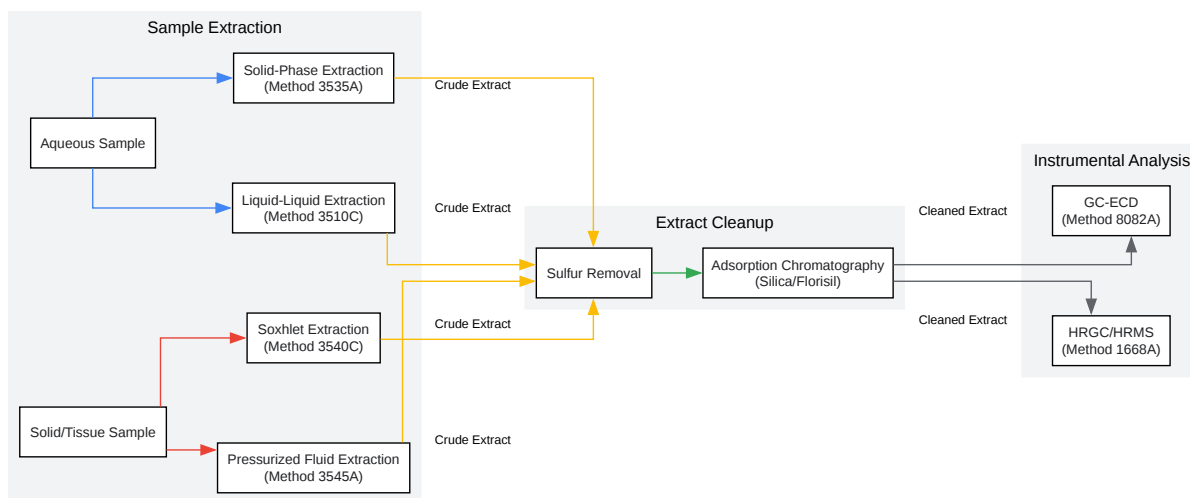 Sample Extraction
Solid-Phase Extraction
(Method 3535A)
Crude Extract
Aqueous Sample
Liquid-Liquid Extraction
(Method 3510C)
Crude Extract
Soxhlet Extraction
(Method 3540C)
Crude Extract
Solid/Tissue Sample
Pressurized Fluid Extraction
(Method 3545A)
Crude Extract
Extract Cleanup
Sulfur Removal
Adsorption Chromatography
(Silica/Florisil)
Cleaned Extract
Cleaned Extract
Instrumental Analysis
GC-ECD
(Method 8082A)
HRGC/HRMS
(Method 1668A)